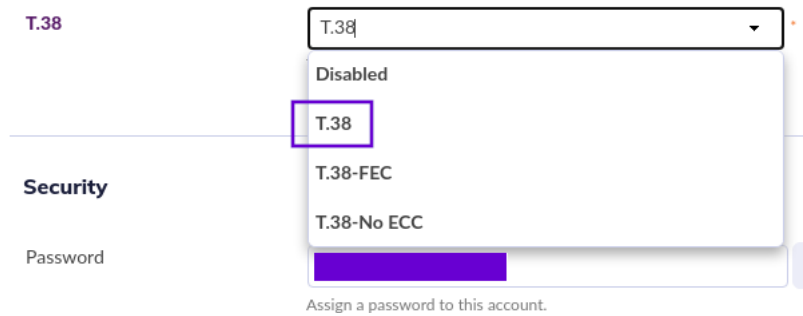 T.38
T.38
*
Disabled
T.38
T.38-FEC
T.38-No ECC
Security
Password
Assign a password to this account.